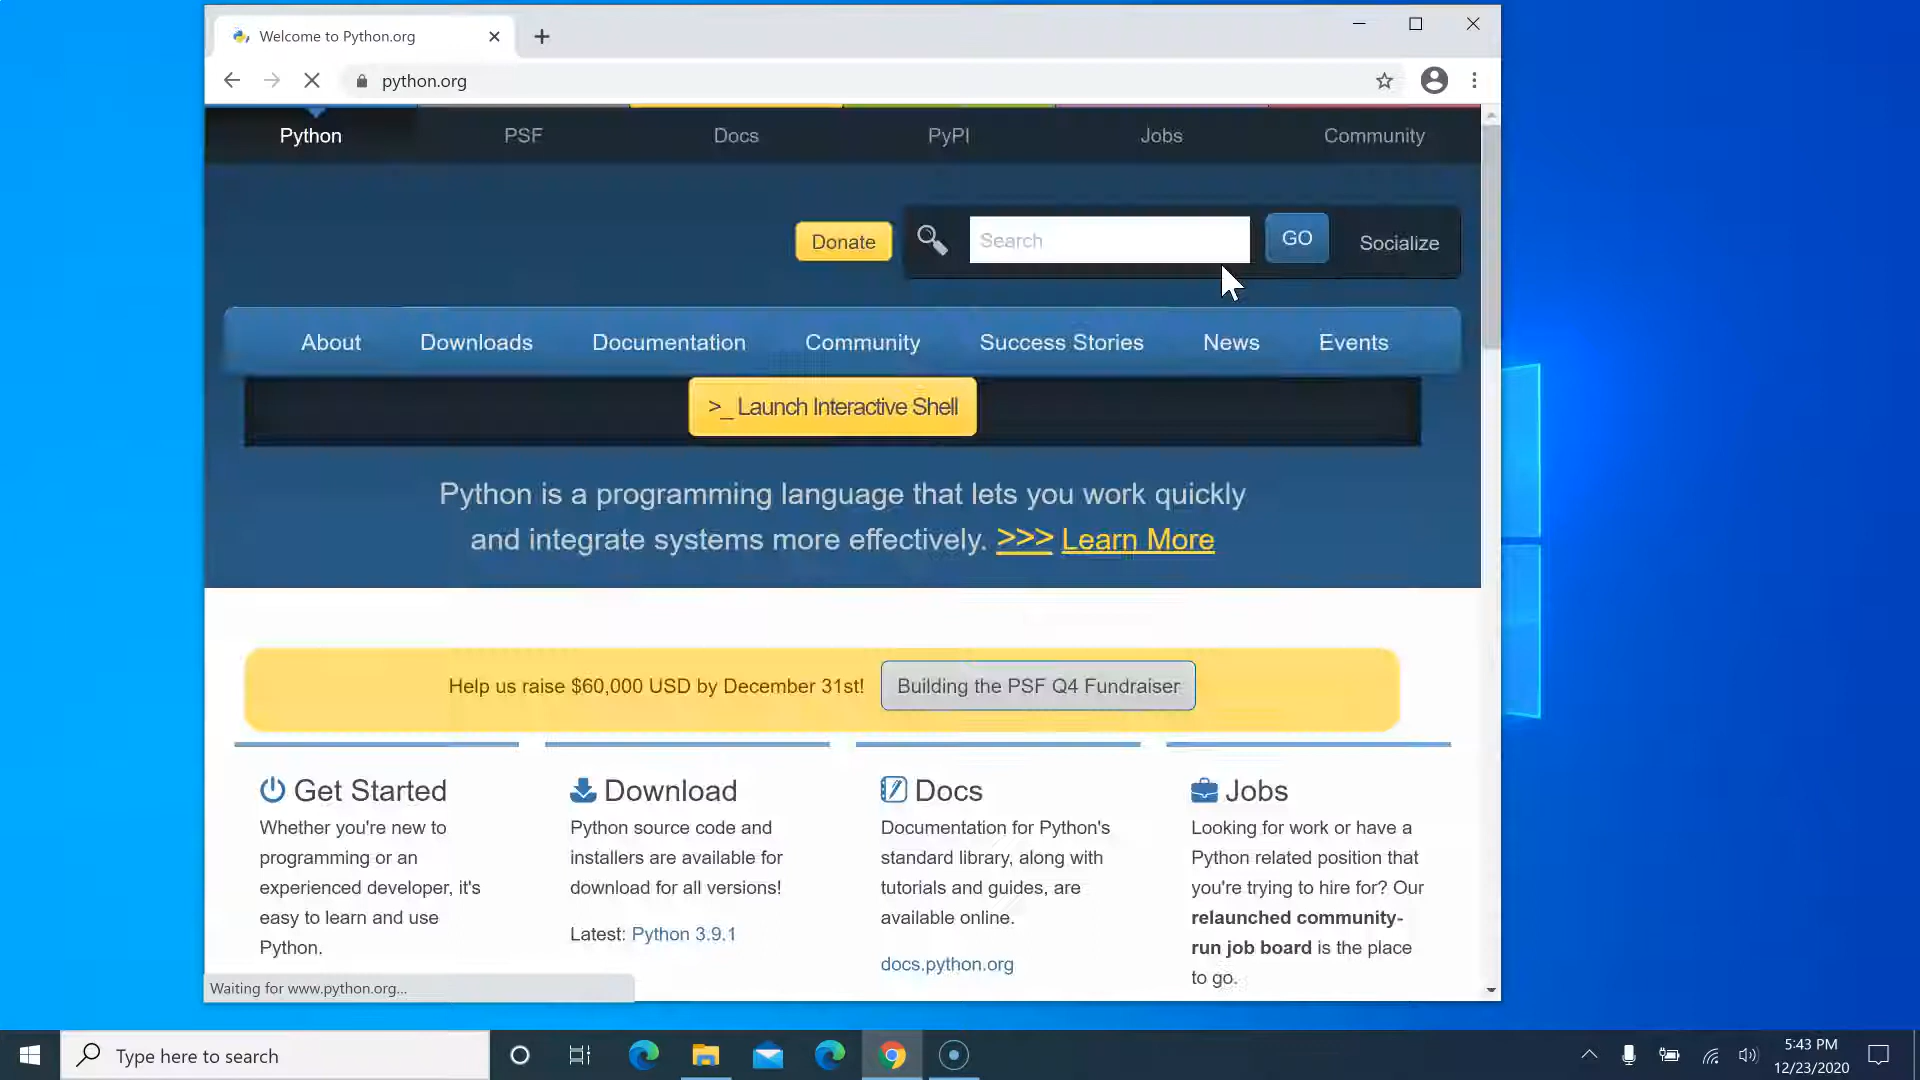 Welcome to Python.org
python.org
Python PSF Docs PyPI Jobs Community
Donate Search GO Socialize
About Downloads Documentation Community Success Stories News Events
>_ Launch Interactive Shell
Python is a programming language that lets you work quickly
and integrate systems more effectively. >>> Learn More
Help us raise $60,000 USD by December 31st! Building the PSF Q4 Fundraiser
Get Started
Whether you're new to
programming or an
experienced developer, it's
easy to learn and use
Python.
Download
Python source code and
installers are available for
download for all versions!
Latest: Python 3.9.1
Docs
Documentation for Python's
standard library, along with
tutorials and guides, are
available online.
docs.python.org
Jobs
Looking for work or have a
Python related position that
you're trying to hire for? Our
relaunched community-
run job board is the place
to go.
Waiting for www.python.org...
Type here to search
5:43 PM
12/23/2020